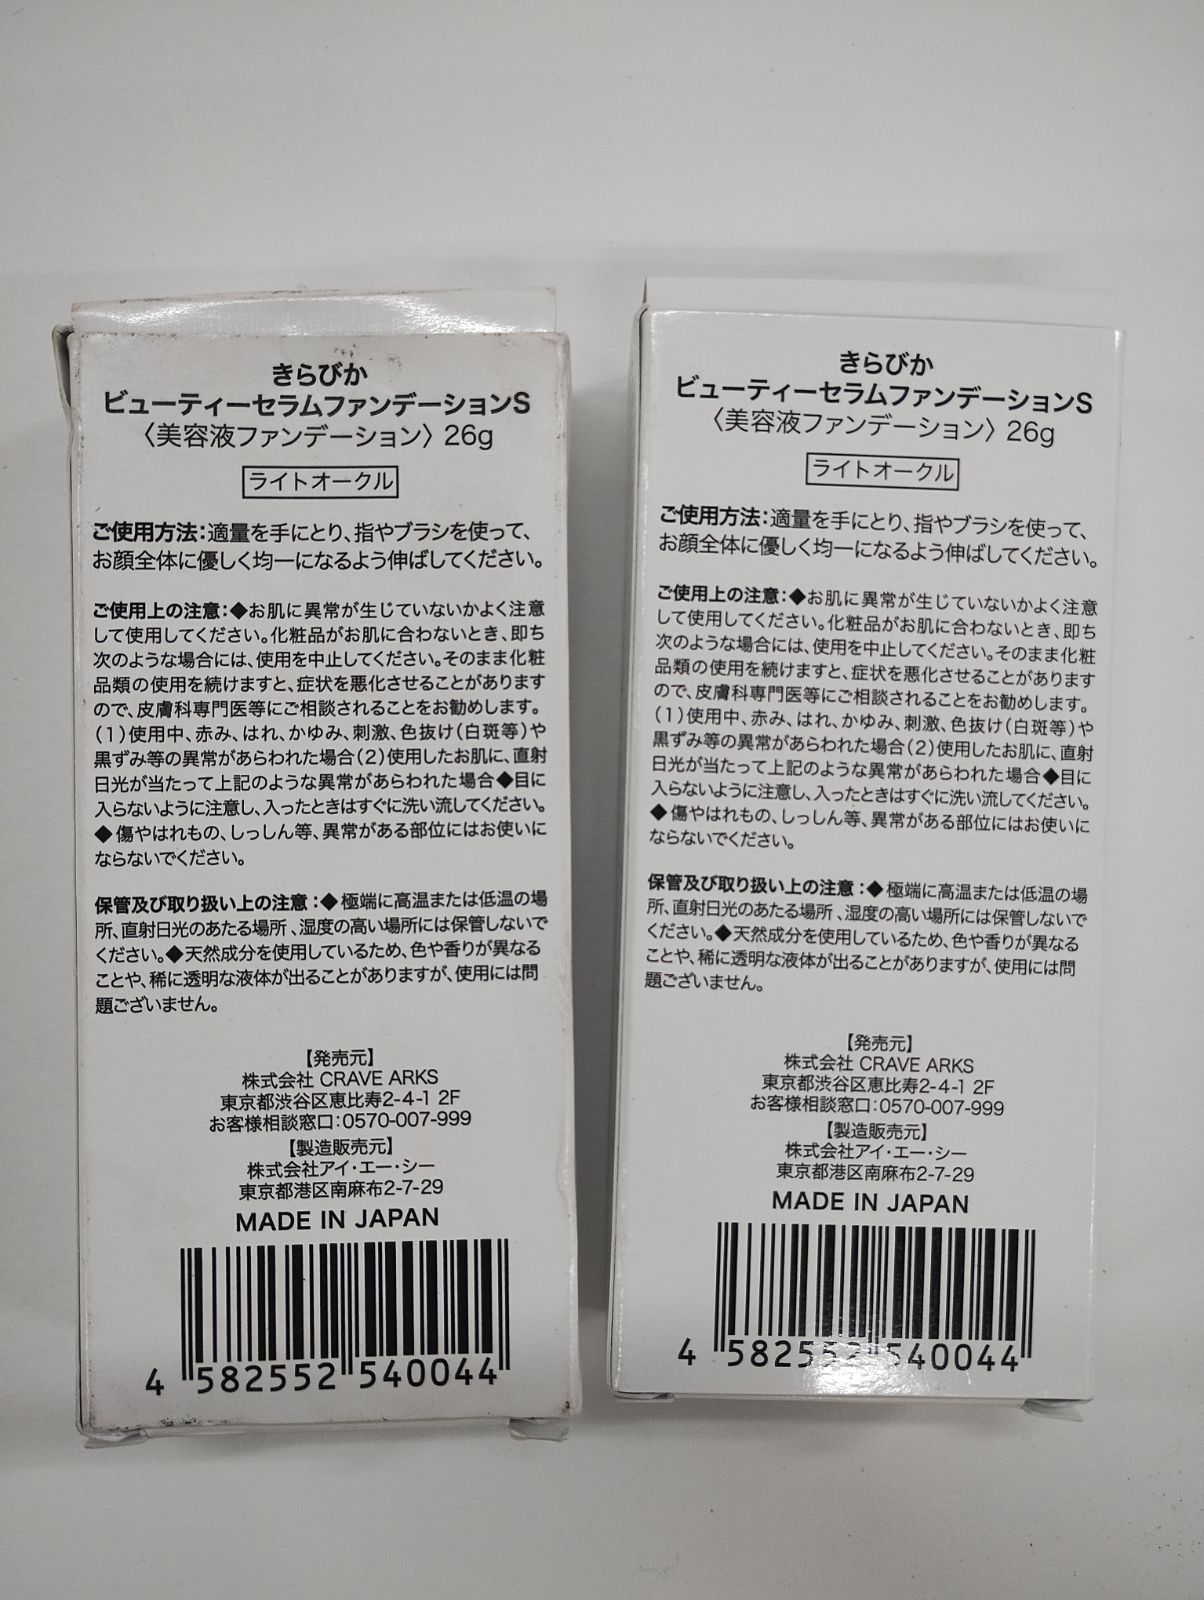 きらびか
ビューティーセラムファンデーションS
〈美容液ファンデーション〉 26g
ライトオークル
ご使用方法:適量を手にとり、指やブラシを使って、
お顔全体に優しく均一になるよう伸ばしてください。
ご使用上の注意:◆お肌に異常が生じていないかよく注意
して使用してください。化粧品がお肌に合わないとき、即ち
次のような場合には、使用を中止してください。そのまま化粧
品類の使用を続けますと、症状を悪化させることがあります
ので、皮膚科専門医等にご相談されることをお勧めします。
(1)使用中、赤み、はれ、かゆみ、刺激、色抜け(白斑等)や
黒ずみ等の異常があらわれた場合(2)使用したお肌に、直射
日光が当たって上記のような異常があらわれた場合◆目に
入らないように注意し、入ったときはすぐに洗い流してください。
◆傷やはれもの、しっしん等、異常がある部位にはお使いに
ならないでください。
保管及び取り扱い上の注意:◆極端に高温または低温の場
所、直射日光のあたる場所、湿度の高い場所には保管しないで
ください。◆天然成分を使用しているため、色や香りが異なる
ことや、稀に透明な液体が出ることがありますが、使用には問
題ございません。
【発売元】
株式会社 CRAVE ARKS
東京都渋谷区恵比寿2-4-1 2F
お客様相談窓口:0570-007-999
【製造販売元】
株式会社アイ・エー・シー
東京都港区南麻布2-7-29
MADE IN JAPAN
4 582552 540044
きらびか
ビューティーセラムファンデーションS
〈美容液ファンデーション〉 26g
ライトオークル
ご使用方法:適量を手にとり、指やブラシを使って、
お顔全体に優しく均一になるよう伸ばしてください。
ご使用上の注意:◆お肌に異常が生じていないかよく注意
して使用してください。化粧品がお肌に合わないとき、即ち
次のような場合には、使用を中止してください。そのまま化粧
品類の使用を続けますと、症状を悪化させることがあります
ので、皮膚科専門医等にご相談されることをお勧めします。
(1)使用中、赤み、はれ、かゆみ、刺激、色抜け(白斑等)や
黒ずみ等の異常があらわれた場合(2)使用したお肌に、直射
日光が当たって上記のような異常があらわれた場合◆目に
入らないように注意し、入ったときはすぐに洗い流してください。
◆傷やはれもの、しっしん等、異常がある部位にはお使いに
ならないでください。
保管及び取り扱い上の注意:◆極端に高温または低温の場
所、直射日光のあたる場所、湿度の高い場所には保管しないで
ください。◆天然成分を使用しているため、色や香りが異なる
ことや、稀に透明な液体が出ることがありますが、使用には問
題ございません。
【発売元】
株式会社 CRAVE ARKS
東京都渋谷区恵比寿2-4-1 2F
お客様相談窓口:0570-007-999
【製造販売元】
株式会社アイ・エー・シー
東京都港区南麻布2-7-29
MADE IN JAPAN
4 582552 540044